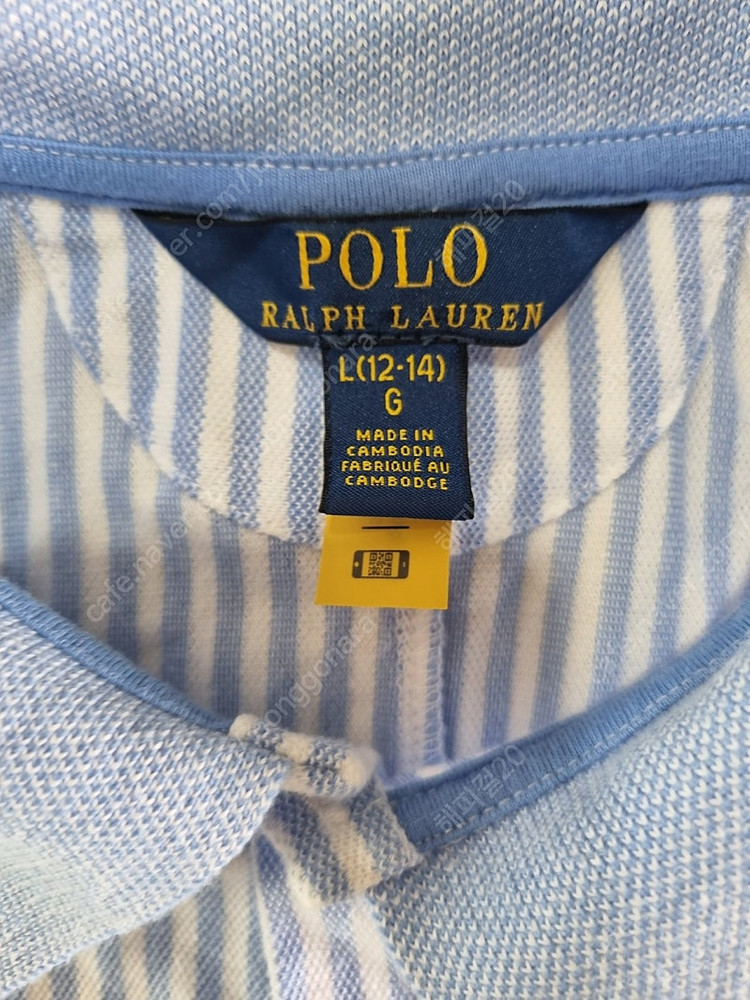 POLO
RALPH LAUREN
L(12-14)
G
MADE IN
CAMBODIA
FABRIQUÉ AU
CAMBODGE